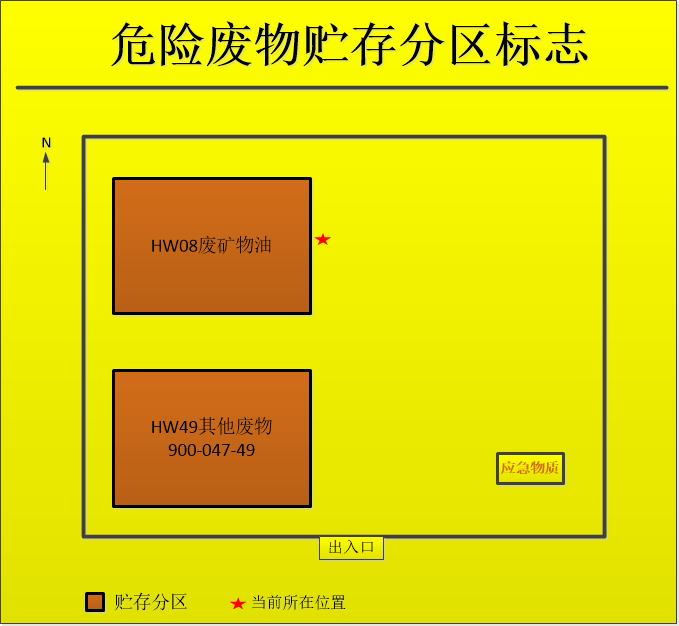 危险废物贮存分区标志
N
HW08废矿物油
HW49其他废物
900-047-49
应急物质
出入口
贮存分区
当前所在位置